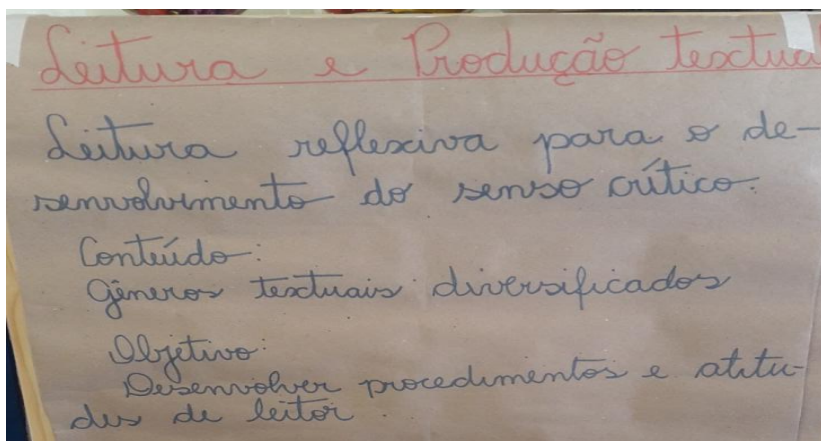 Leitura e Produção textual
Leitura reflexiva para o de-
senvolvimento do senso crítico.
Conteúdo:
Gêneros textuais diversificados
Objetivo:
Desenvolver procedimentos e atitu-
des de leitor.